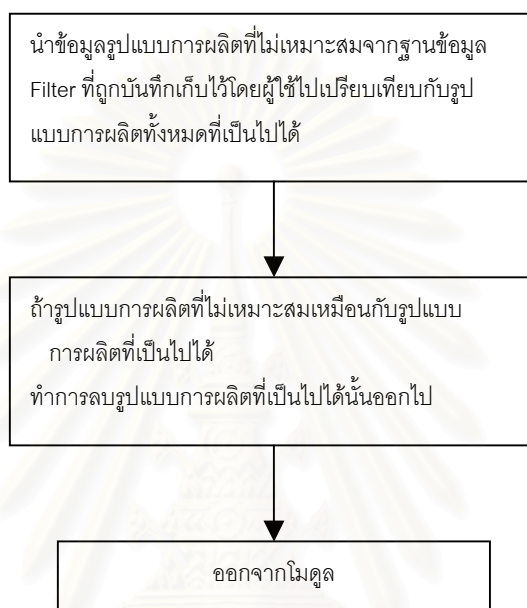 นำข้อมูลรูปแบบการผลิตที่ไม่เหมาะสมจากฐานข้อมูล
Filter ที่ถูกบันทึกเก็บไว้โดยผู้ใช้ไปเปรียบเทียบกับรูป
แบบการผลิตทั้งหมดที่เป็นไปได้
ถ้ารูปแบบการผลิตที่ไม่เหมาะสมเหมือนกับรูปแบบ
การผลิตที่เป็นไปได้
ทำการลบรูปแบบการผลิตที่เป็นไปได้นั้นออกไป
ออกจากโมดูล